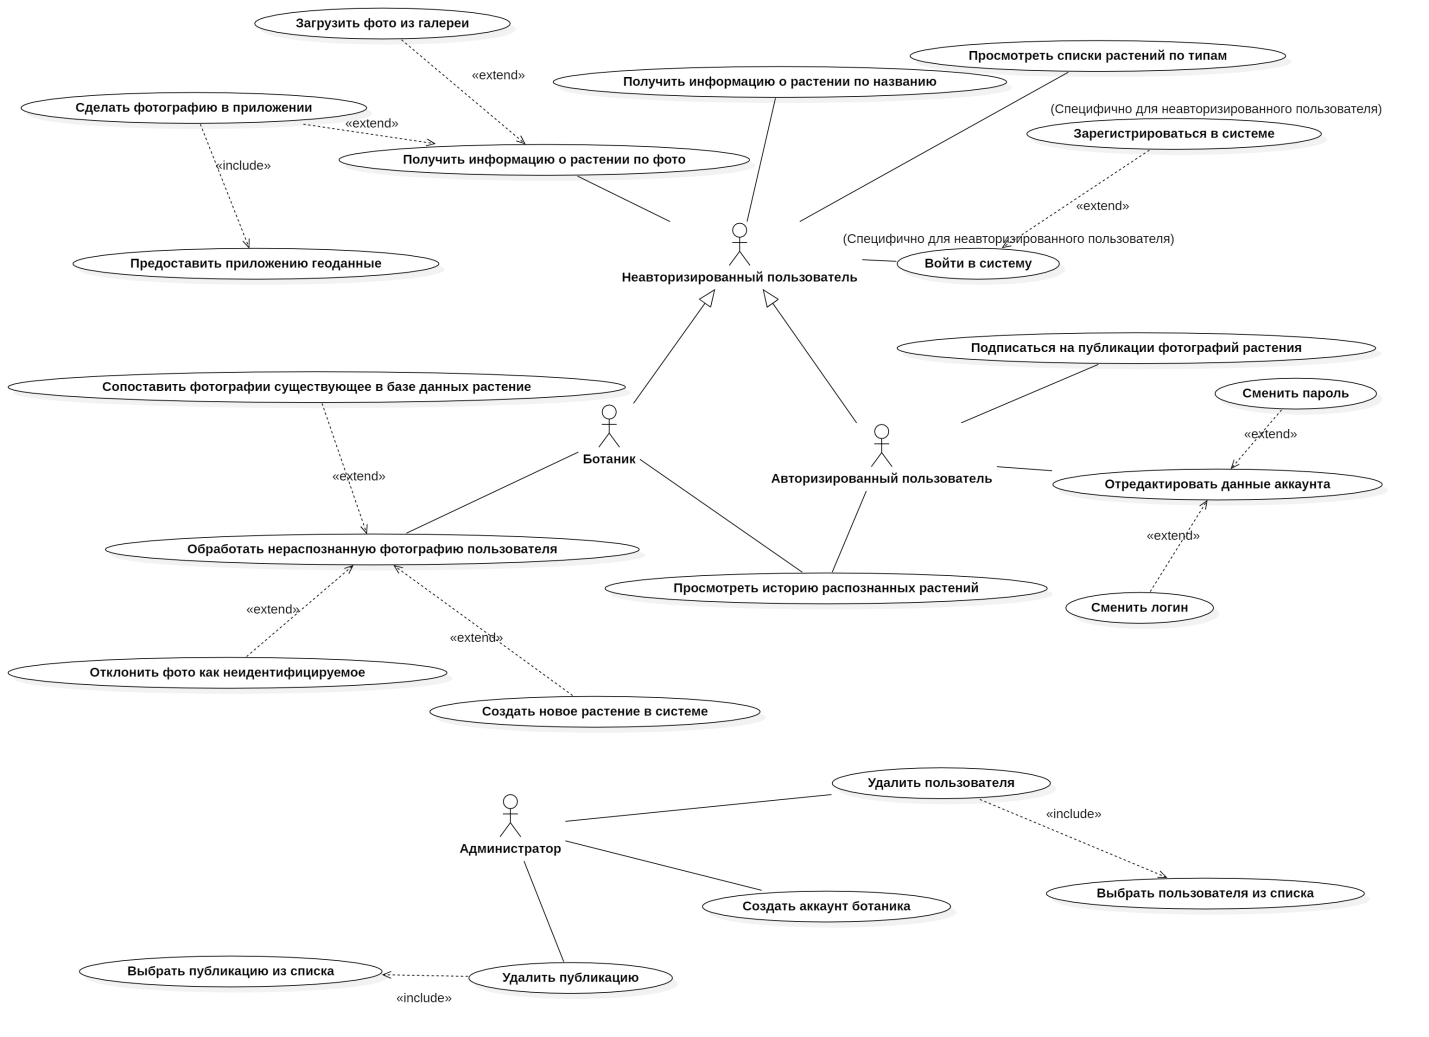 Загрузить фото из галереи
«extend»
Получить информацию о растении по названию
Просмотреть списки растений по типам
Сделать фотографию в приложении
«extend»
(Специфично для неавторизированного пользователя)
Зарегистрироваться в системе
Получить информацию о растении по фото
«include»
«extend»
(Специфично для неавторизированного пользователя)
Предоставить приложению геоданные
Неавторизированный пользователь
Войти в систему
Подписаться на публикации фотографий растения
Сопоставить фотографии существующее в базе данных растение
Сменить пароль
«extend»
Ботаник
«extend»
Авторизированный пользователь
Отредактировать данные аккаунта
«extend»
Обработать нераспознанную фотографию пользователя
Просмотреть историю распознанных растений
Сменить логин
«extend»
«extend»
Отклонить фото как неидентифицируемое
Создать новое растение в системе
Удалить пользователя
«include»
Администратор
Выбрать пользователя из списка
Создать аккаунт ботаника
Выбрать публикацию из списка
Удалить публикацию
«include»